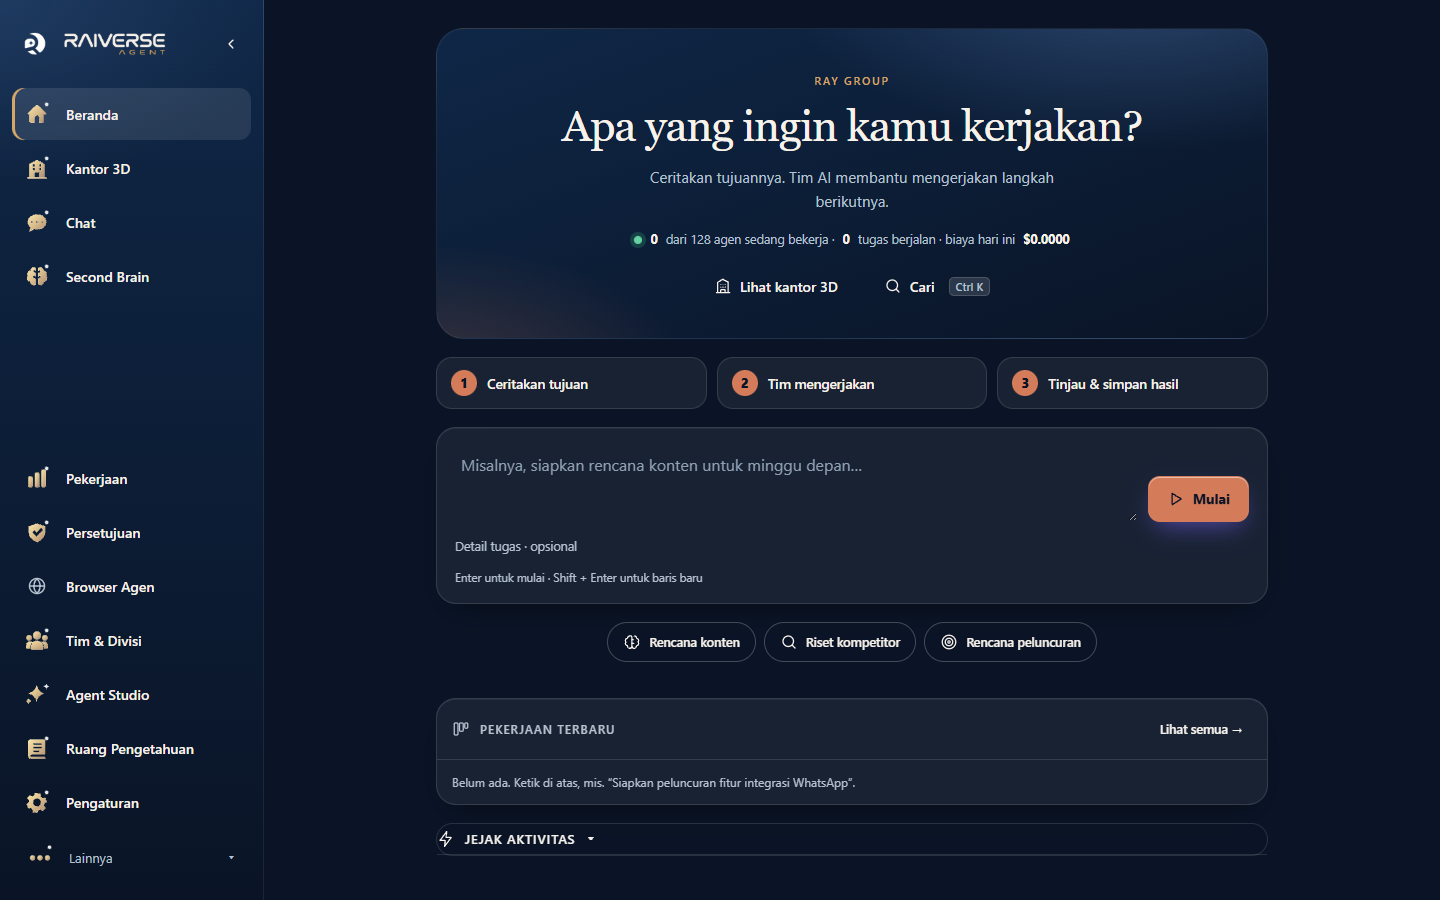 RAIVERSE
AGENT
Beranda
Kantor 3D
Chat
Second Brain
Pekerjaan
Persetujuan
Browser Agen
Tim & Divisi
Agent Studio
Ruang Pengetahuan
Pengaturan
Lainnya
RAY GROUP
Apa yang ingin kamu kerjakan?
Ceritakan tujuannya. Tim AI membantu mengerjakan langkah
berikutnya.
0 dari 128 agen sedang bekerja · 0 tugas berjalan · biaya hari ini $0.0000
Lihat kantor 3D Cari Ctrl K
1 Ceritakan tujuan 2 Tim mengerjakan 3 Tinjau & simpan hasil
Misalnya, siapkan rencana konten untuk minggu depan...
Mulai
Detail tugas · opsional
Enter untuk mulai · Shift + Enter untuk baris baru
Rencana konten Riset kompetitor Rencana peluncuran
PEKERJAAN TERBARU Lihat semua →
Belum ada. Ketik di atas, mis. “Siapkan peluncuran fitur integrasi WhatsApp”.
JEJAK AKTIVITAS